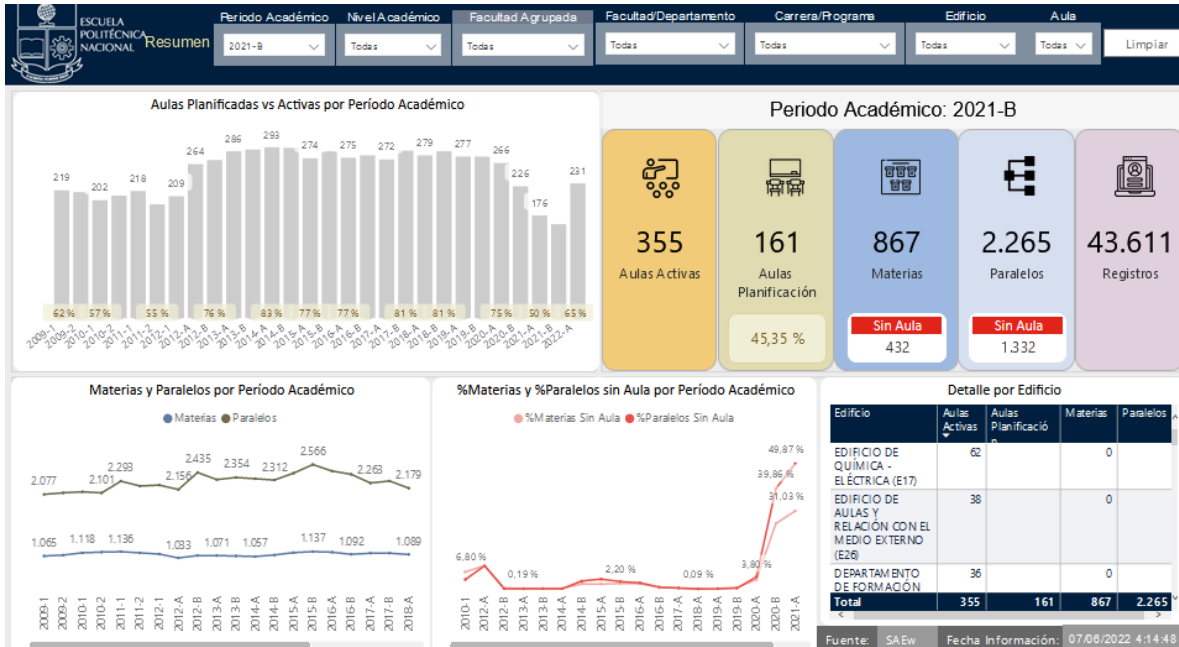 ESCUELA
POLITÉCNICA
NACIONAL
Resumen
Periodo Académico
2021-B
Nivel Académico
Todas
Facultad Agrupada
Todas
Facultad/Departamento
Todas
Carrera/Programa
Todas
Edificio
Todas
Aula
Todas
Limpiar
Aulas Planificadas vs Activas por Período Académico
219 202 218 209 264 286 293 274 275 272 279 277 266 226 176 231
62 % 57 % 55 % 76 % 83 % 77 % 77 % 81 % 81 % 75 % 50 % 65 %
2009-1 2009-2 2010-1 2010-2 2011-1 2011-2 2012-1 2012-A 2012-B 2013-A 2013-B 2014-A 2014-B 2015-A 2015-B 2016-A 2016-B 2017-A 2017-B 2018-A 2018-B 2019-A 2019-B 2020-A 2020-B 2021-A 2021-B 2022-A
Periodo Académico: 2021-B
355
Aulas Activas
161
Aulas
Planificación
45,35 %
867
Materias
Sin Aula
432
2.265
Paralelos
Sin Aula
1.332
43.611
Registros
Materias y Paralelos por Período Académico
Materias Paralelos
2.077 2.101 2.293 2.156 2.435 2.354 2.312 2.566 2.263 2.179
1.065 1.118 1.136 1.033 1.071 1.057 1.137 1.092 1.089
2009-1 2009-2 2010-1 2010-2 2011-1 2011-2 2012-1 2012-A 2012-B 2013-A 2013-B 2014-A 2014-B 2015-A 2015-B 2016-A 2016-B 2017-A 2017-B 2018-A
%Materias y %Paralelos sin Aula por Período Académico
%Materias Sin Aula %Paralelos Sin Aula
6,80 % 0,19 % 2,20 % 0,09 % 3,80 % 39,86 % 31,03 % 49,87 %
2010-1 2012-A 2012-B 2013-A 2013-B 2014-A 2014-B 2015-A 2015-B 2016-A 2016-B 2017-A 2018-A 2018-B 2019-A 2019-B 2020-A 2020-B 2021-A
Detalle por Edificio
Edificio Aulas Activas Aulas Planificació n Materias Paralelos
EDIFICIO DE 62 0
QUÍMICA -
ELÉCTRICA (E17)
EDIFICIO DE 38 0
AULAS Y
RELACIÓN CON EL
MEDIO EXTERNO
(E26)
DEPARTAMENTO 36 0
DE FORMACIÓN
Total 355 161 867 2.265
Fuente: SAEw Fecha Información: 07/06/2022 4:14:48